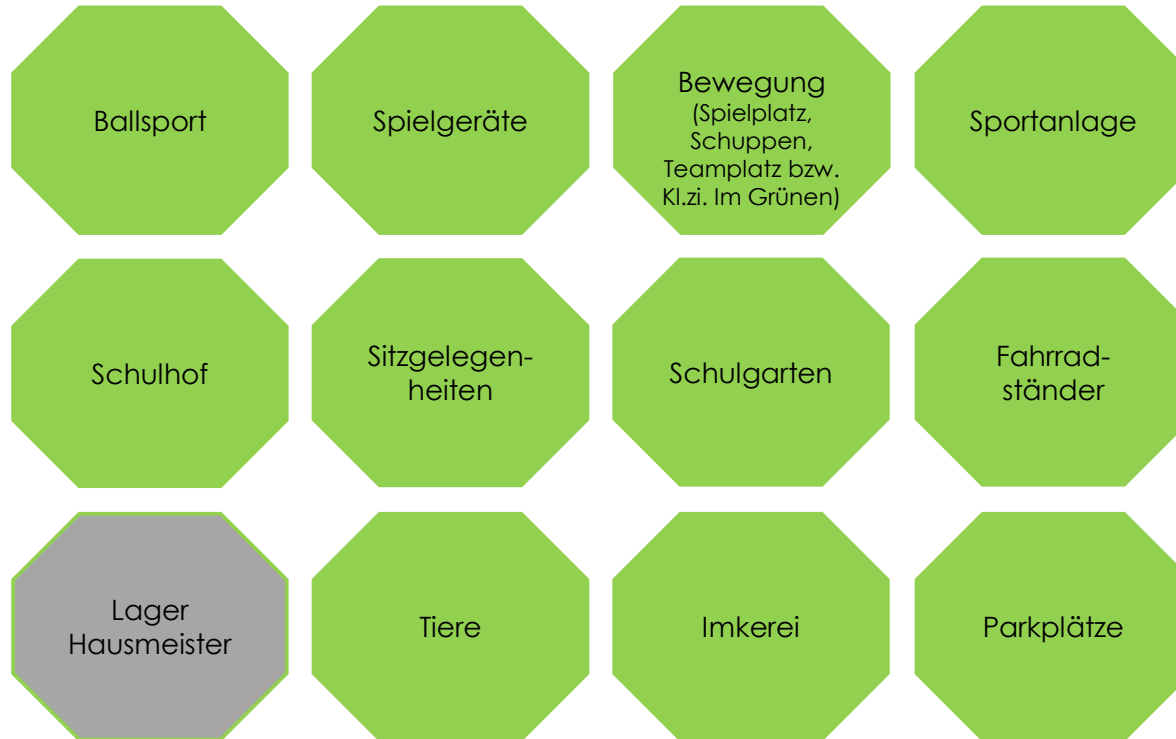 Ballsport
Spielgeräte
Bewegung
(Spielplatz,
Schuppen,
Teamplatz bzw.
Kl.zi. Im Grünen)
Sportanlage
Schulhof
Sitzgelegen-
heiten
Schulgarten
Fahrrad-
ständer
Lager
Hausmeister
Tiere
Imkerei
Parkplätze